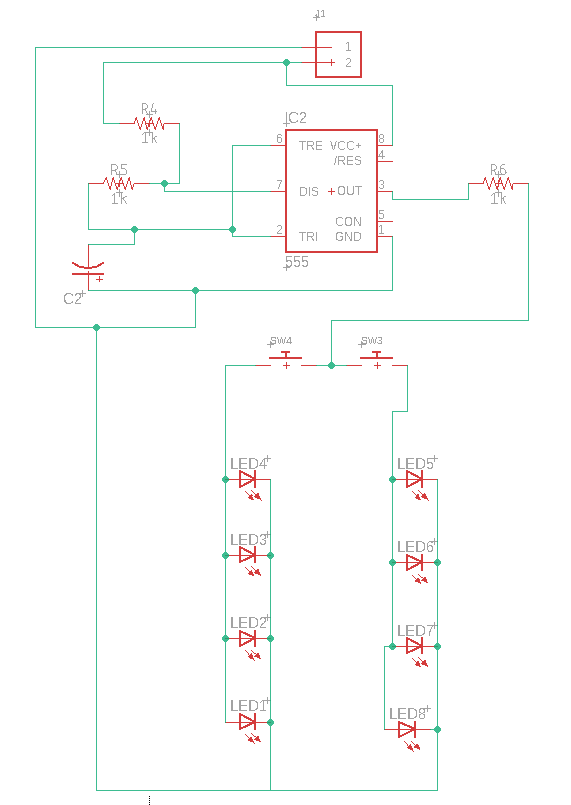 J1
1
2
R4
1k
C2
6 TRE VCC+ 8
/RES 4
R5
1k
7 DIS OUT 3
R6
1k
CON 5
2 TRI GND 1
555
C2
SW4 SW3
LED4 LED5
LED3 LED6
LED2 LED7
LED1 LED8